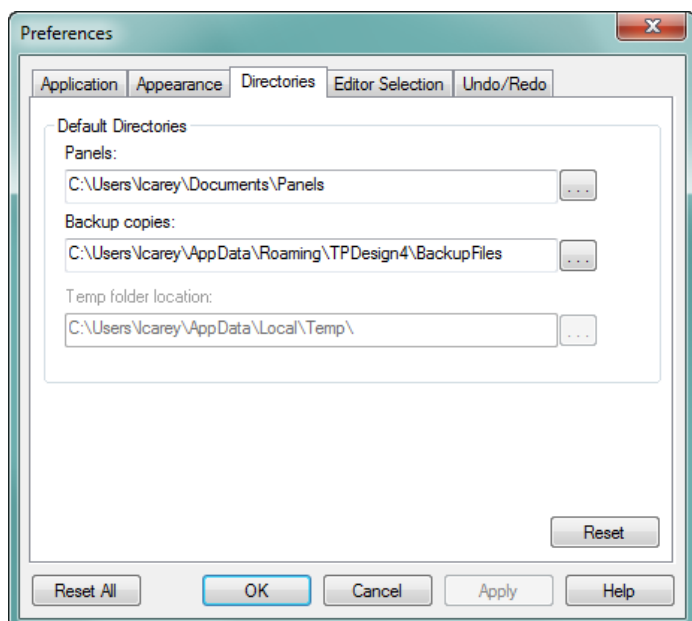 Preferences
Application Appearance Directories Editor Selection Undo/Redo
Default Directories
Panels:
C:\Users\lcarey\Documents\Panels
...
Backup copies:
C:\Users\lcarey\AppData\Roaming\TPDesign4\BackupFiles
...
Temp folder location:
C:\Users\lcarey\AppData\Local\Temp\
...
Reset
Reset All OK Cancel Apply Help